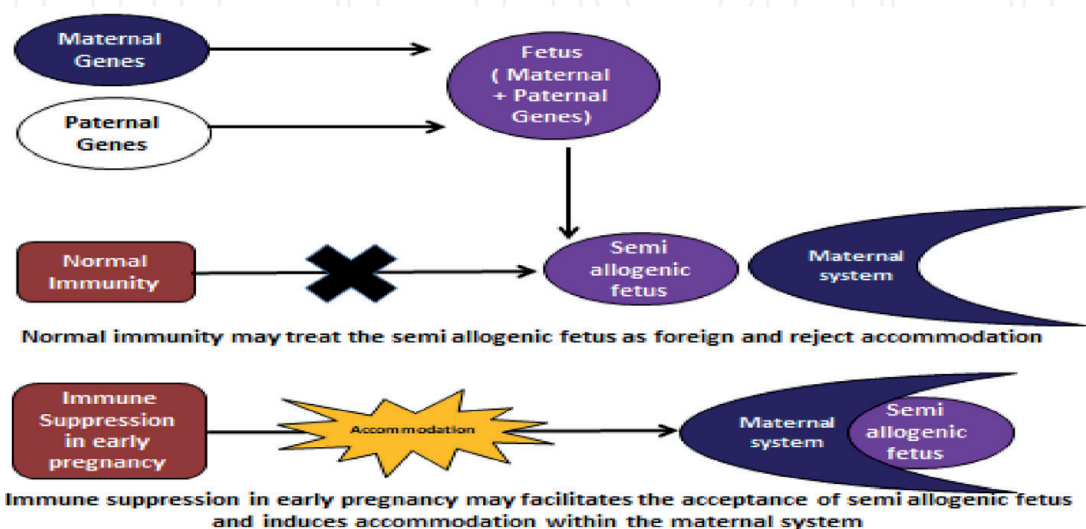 Maternal
Genes
Fetus
( Maternal
+ Paternal
Genes)
Paternal
Genes
Normal
Immunity
Semi
allogenic
fetus
Maternal
system
Normal immunity may treat the semi allogenic fetus as foreign and reject accommodation
Immune
Suppression
in early
pregnancy
Accommodation
Maternal
system
Semi
allogenic
fetus
Immune suppression in early pregnancy may facilitates the acceptance of semi allogenic fetus
and induces accommodation within the maternal system